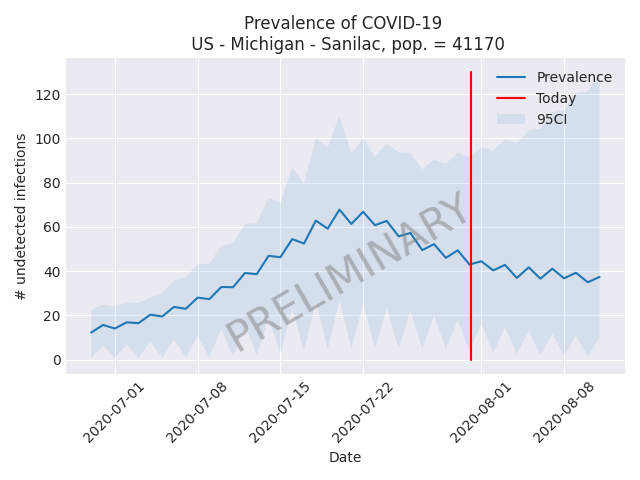 Prevalence of COVID-19
US - Michigan - Sanilac, pop. = 41170
Prevalence
Today
95CI
# undetected infections
120
100
80
60
40
20
0
PRELIMINARY
2020-07-01
2020-07-08
2020-07-15
2020-07-22
2020-08-01
2020-08-08
Date